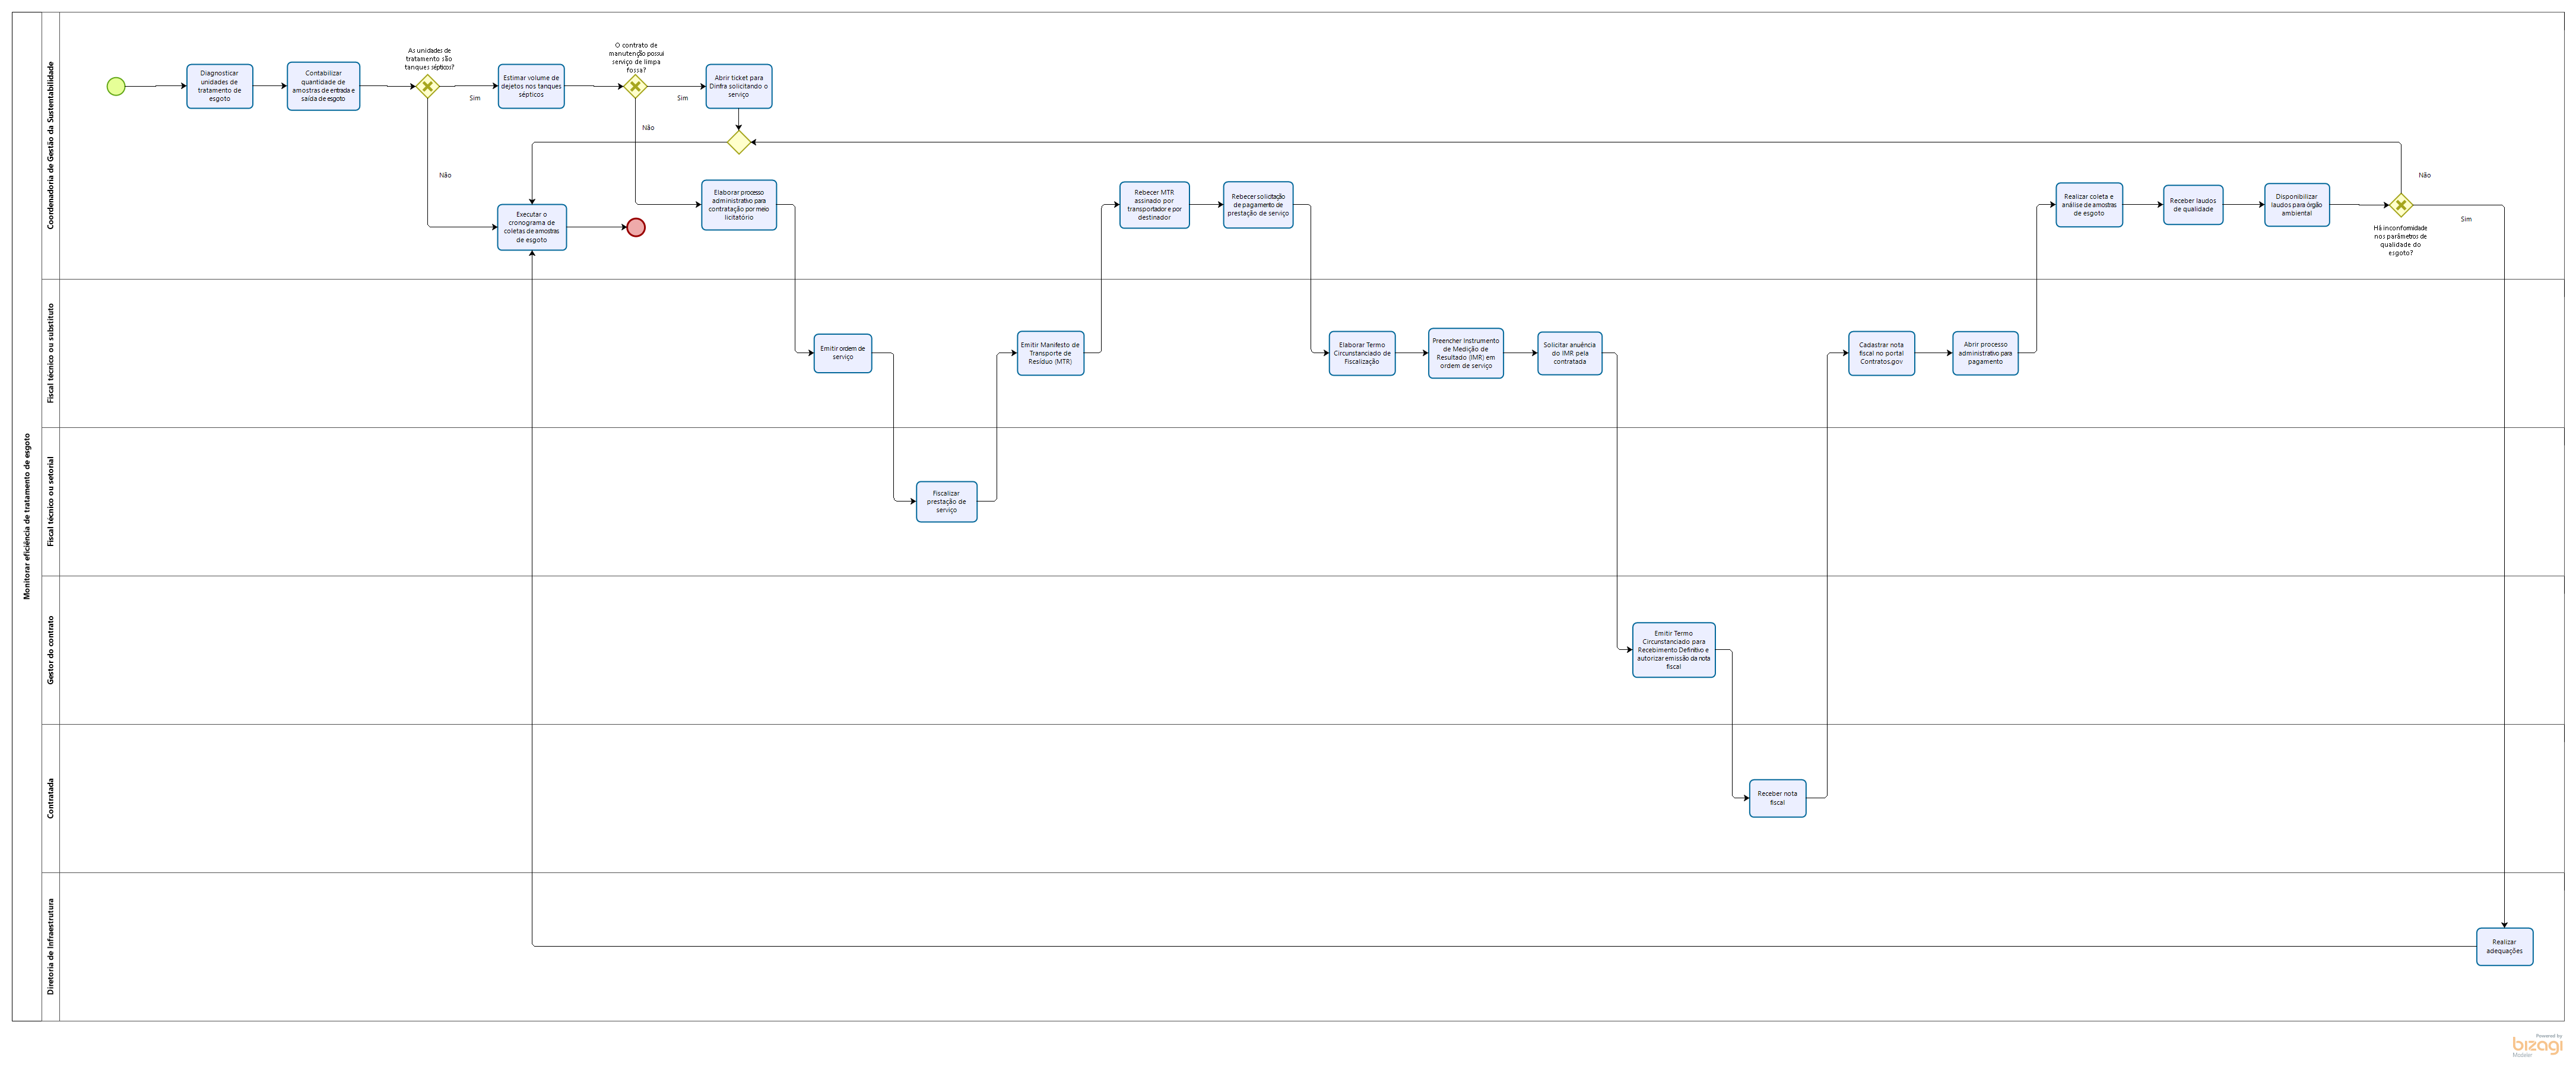 Monitorar eficiência de tratamento de esgoto
Coordenadoria de Gestão da Sustentabilidade
Diagnosticar
unidades de
tratamento de
esgoto
Contabilizar
quantidade de
amostras de entrada e
saída de esgoto
As unidades de
tratamento são
tanques sépticos?
Sim
Não
Estimar volume de
dejetos nos tanques
sépticos
O contrato de
manutenção possui
serviço de limpa
fossa?
Sim
Não
Abrir ticket para
Dinfra solicitando o
serviço
Executar o
cronograma de
coletas de amostras
de esgoto
Elaborar processo
administrativo para
contratação por meio
licitatório
Rebecer MTR
assinado por
transportador e por
destinador
Rebecer solicitação
de pagamento de
prestação de serviço
Realizar coleta e
análise de amostras
de esgoto
Receber laudos
de qualidade
Disponibilizar
laudos para órgão
ambiental
Não
Sim
Há inconformidade
nos parâmetros de
qualidade do
esgoto?
Fiscal técnico ou substituto
Emitir ordem de
serviço
Emitir Manifesto de
Transporte de
Resíduo (MTR)
Elaborar Termo
Circunstanciado de
Fiscalização
Preencher Instrumento
de Medição de
Resultado (IMR) em
ordem de serviço
Solicitar anuência
do IMR pela
contratada
Cadastrar nota
fiscal no portal
Contratos.gov
Abrir processo
administrativo para
pagamento
Fiscal técnico ou setorial
Fiscalizar
prestação de
serviço
Gestor do contrato
Emitir Termo
Circunstanciado para
Recebimento Definitivo e
autorizar emissão da nota
fiscal
Contratada
Receber nota
fiscal
Diretoria de Infraestrutura
Realizar
adequações
Powered by
bizagi
Modeler